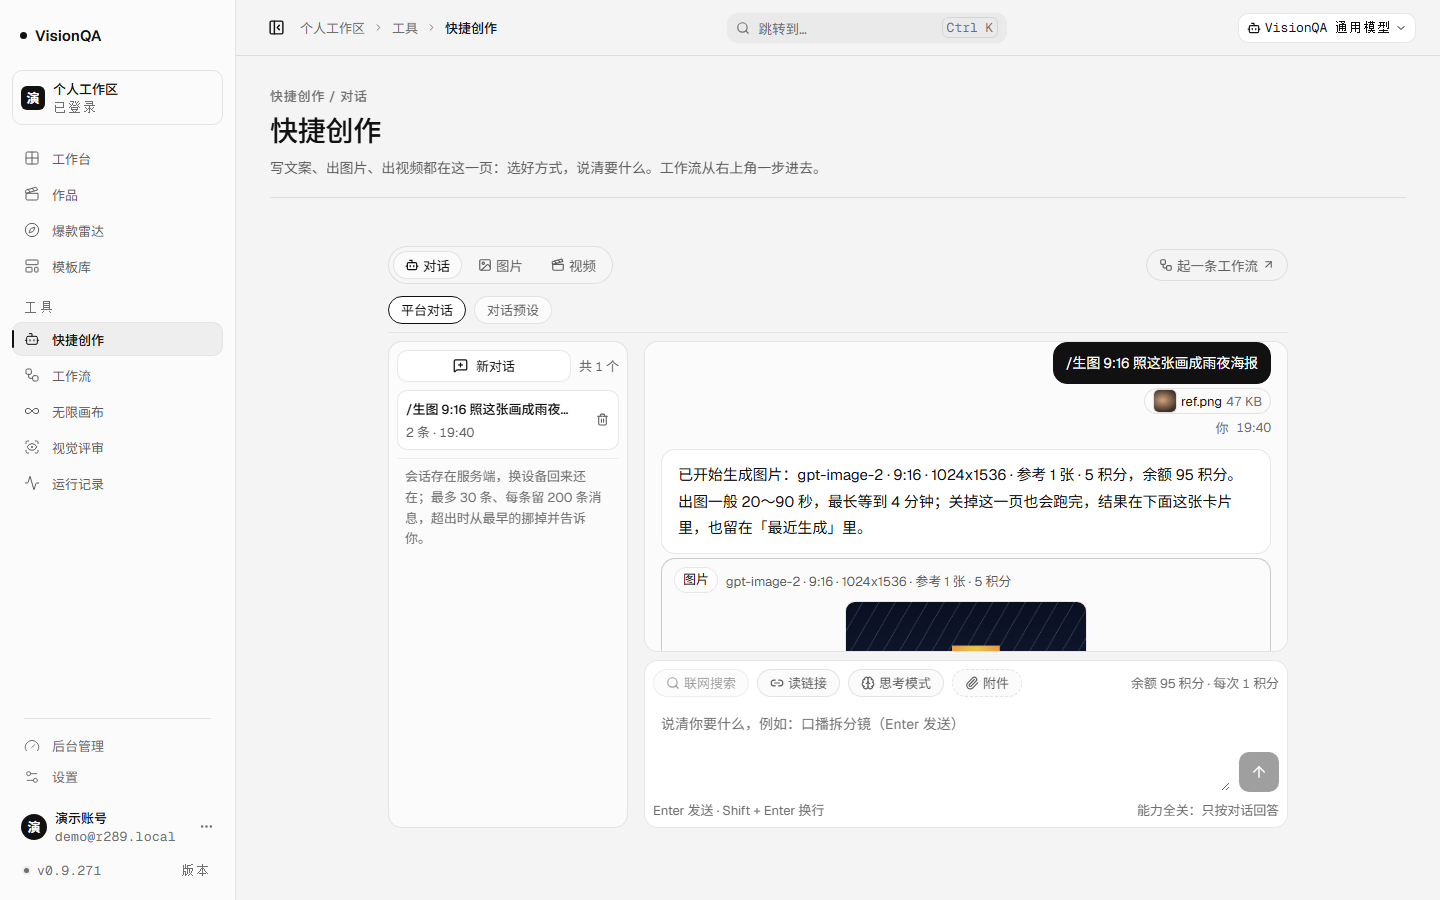 VisionQA
演
个人工作区
已登录
工作台
作品
爆款雷达
模板库
工具
快捷创作
工作流
无限画布
视觉评审
运行记录
后台管理
设置
演
演示账号
demo@r289.local
v0.9.271
版本
个人工作区 > 工具 > 快捷创作
跳转到...
Ctrl K
VisionQA 通用模型
快捷创作 / 对话
快捷创作
写文案、出图片、出视频都在这一页：选好方式，说清要什么。工作流从右上角一步进去。
对话
图片
视频
起一条工作流
平台对话
对话预设
新对话
共 1 个
/生图 9:16 照这张画成雨夜...
2 条 · 19:40
会话存在服务端，换设备回来还
在；最多 30 条、每条留 200 条消
息，超出时从最早的挪掉并告诉
你。
/生图 9:16 照这张画成雨夜海报
ref.png 47 KB
你 19:40
已开始生成图片：gpt-image-2 · 9:16 · 1024x1536 · 参考 1 张 · 5 积分，余额 95 积分。
出图一般 20～90 秒，最长等到 4 分钟；关掉这一页也会跑完，结果在下面这张卡片
里，也留在「最近生成」里。
图片
gpt-image-2 · 9:16 · 1024x1536 · 参考 1 张 · 5 积分
联网搜索
读链接
思考模式
附件
余额 95 积分 · 每次 1 积分
说清你要什么，例如：口播拆分镜（Enter 发送）
Enter 发送 · Shift + Enter 换行
能力全关：只按对话回答